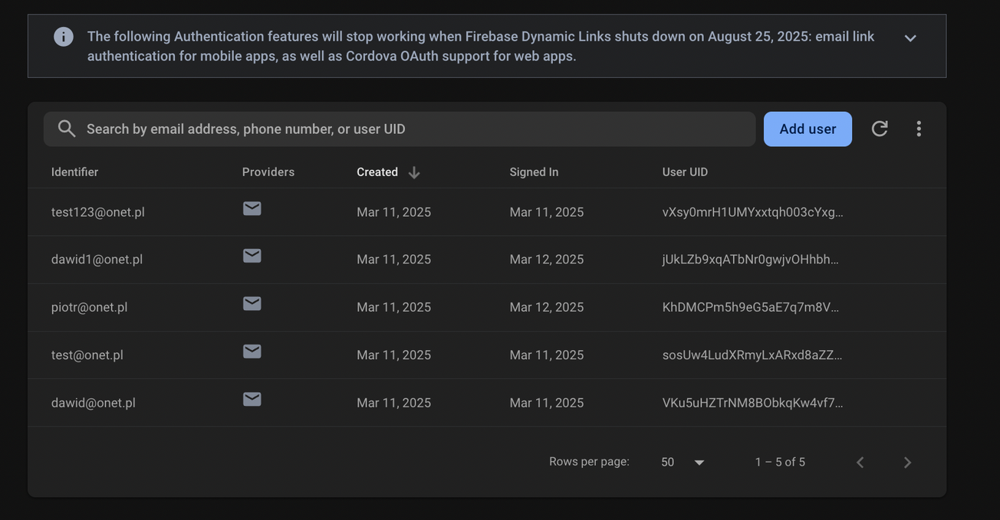 The following Authentication features will stop working when Firebase Dynamic Links shuts down on August 25, 2025: email link
authentication for mobile apps, as well as Cordova OAuth support for web apps.
Search by email address, phone number, or user UID
Add user
Identifier Providers Created Signed In User UID
test123@onet.pl Mar 11, 2025 Mar 11, 2025 vXsy0mrH1UMYxxtqh003cYxg...
dawid1@onet.pl Mar 11, 2025 Mar 12, 2025 jUkLZb9xqATbNr0gwjvOHhbh...
piotr@onet.pl Mar 11, 2025 Mar 12, 2025 KhDMCPm5h9eG5aE7q7m8V...
test@onet.pl Mar 11, 2025 Mar 11, 2025 sosUw4LudXRmyLxARxd8aZZ...
dawid@onet.pl Mar 11, 2025 Mar 11, 2025 VKu5uHZTrNM8BObkqKw4vf7...
Rows per page: 50 1 – 5 of 5